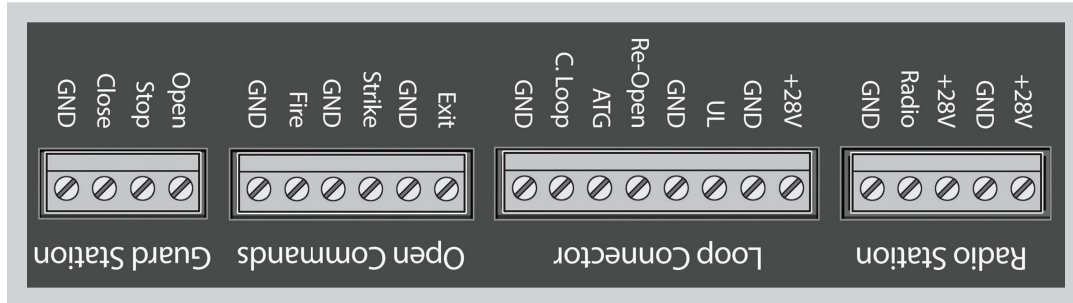 Radio Station
+28V
GND
+28V
Radio
GND
Loop Connector
+28V
GND
UL
GND
Re-Open
ATG
C. Loop
GND
Open Commands
Exit
GND
Strike
GND
Fire
GND
Guard Station
Open
Stop
Close
GND